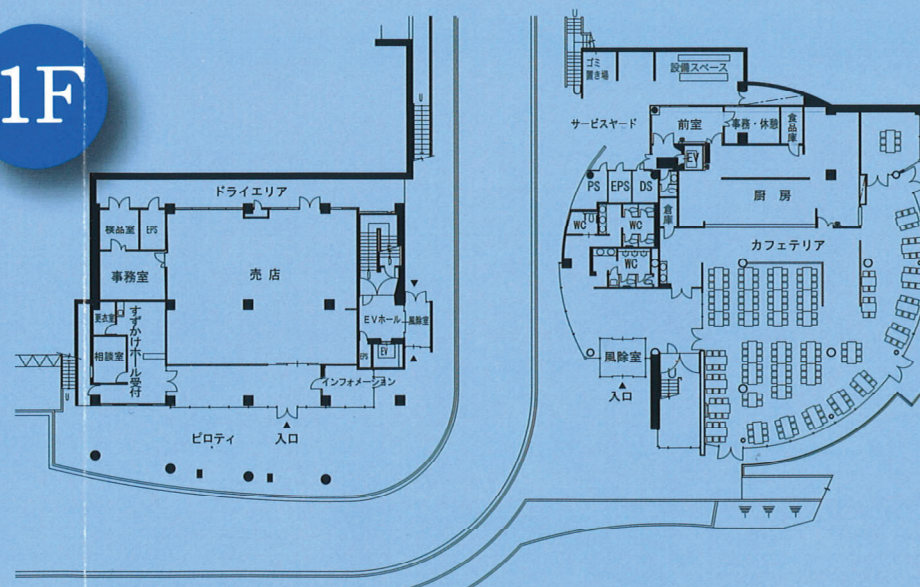 1F
ドライエリア
検品室
EPS
事務室
売店
更衣室
相談室
すずかけホール受付
EVホール
風除室
EPS
EV
インフォメーション
ピロティ
入口
U
U
U
U
ゴミ
置き場
設備スペース
サービスヤード
前室
事務・休憩
食品庫
EV
PS
EPS
DS
倉庫
厨房
WC
WC
WC
カフェテリア
風除室
入口